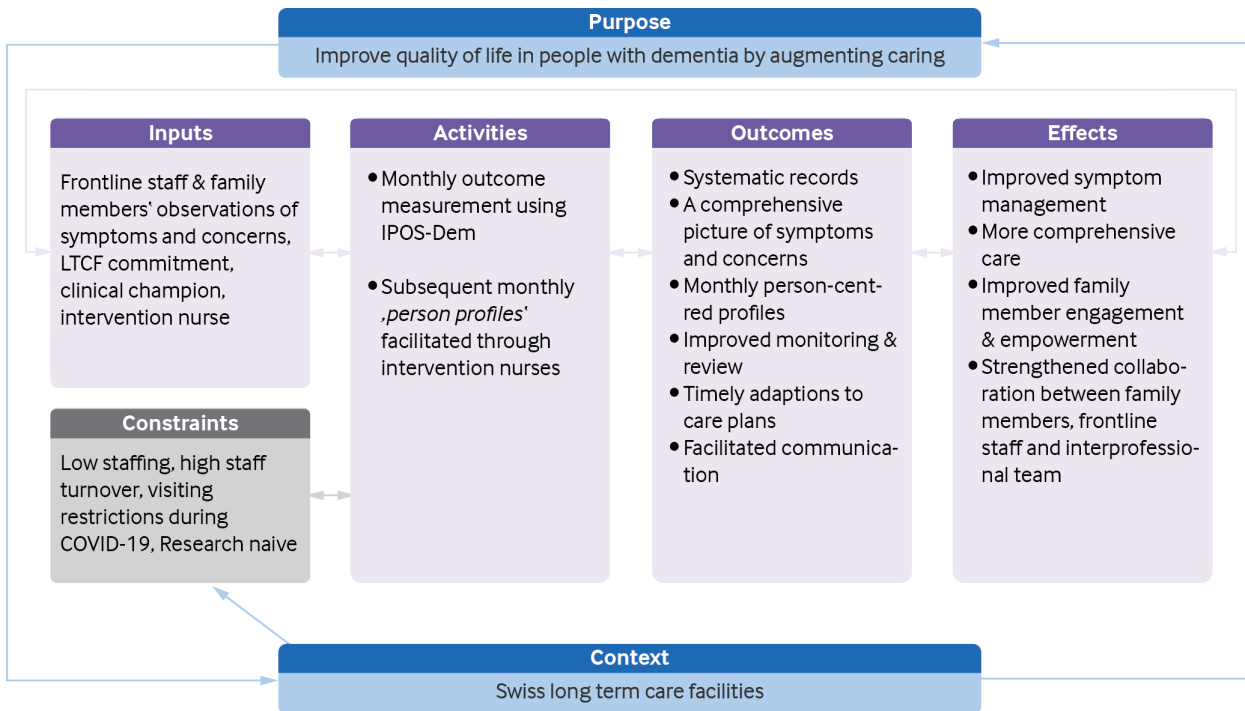 Purpose
Improve quality of life in people with dementia by augmenting caring
Inputs
Frontline staff & family
members‘ observations of
symptoms and concerns,
LTCF commitment,
clinical champion,
intervention nurse
Constraints
Low staffing, high staff
turnover, visiting
restrictions during
COVID-19, Research naive
Activities
• Monthly outcome
measurement using
IPOS-Dem
• Subsequent monthly
‚person profiles‘
facilitated through
intervention nurses
Outcomes
• Systematic records
• A comprehensive
picture of symptoms
and concerns
• Monthly person-cent-
red profiles
• Improved monitoring &
review
• Timely adaptions to
care plans
• Facilitated communica-
tion
Effects
• Improved symptom
management
• More comprehensive
care
• Improved family
member engagement
& empowerment
• Strengthened collabo-
ration between family
members, frontline
staff and interprofessio-
nal team
Context
Swiss long term care facilities